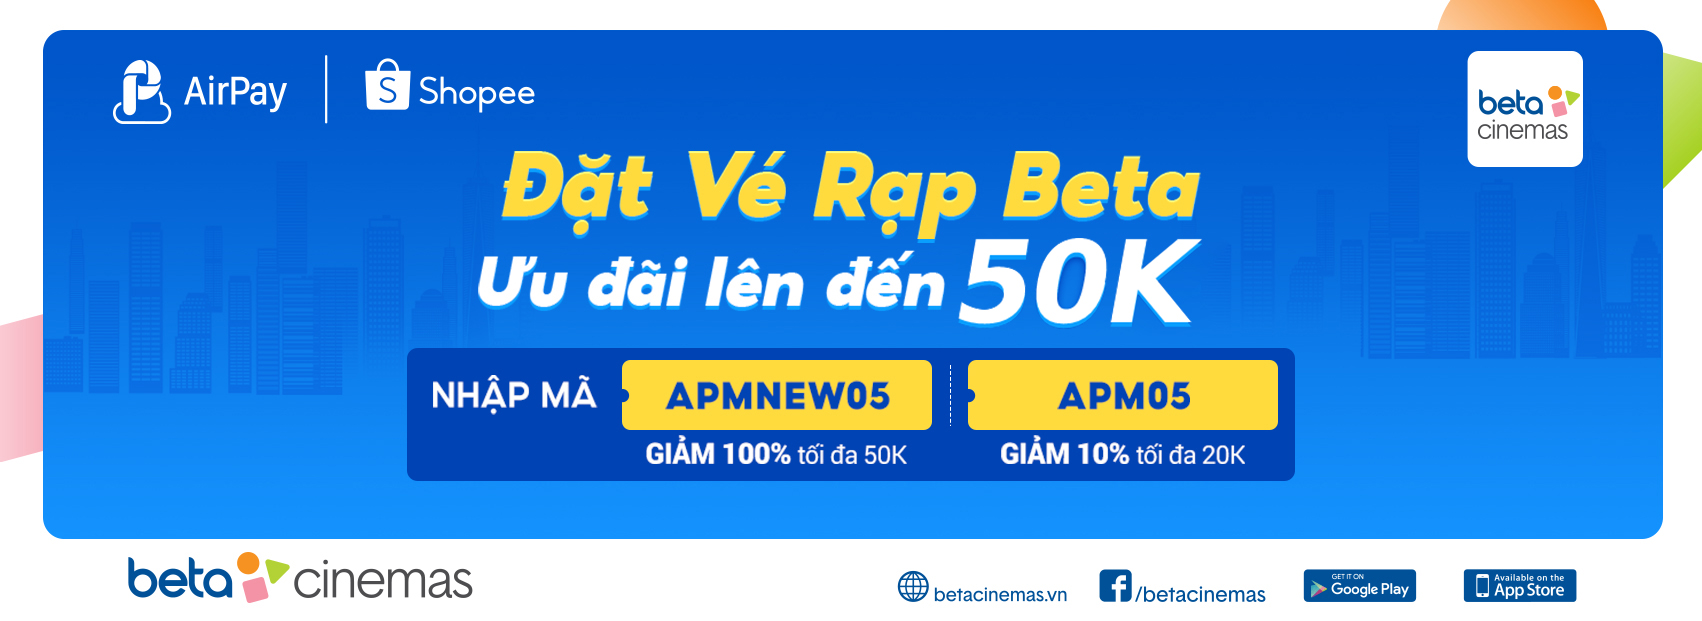 AirPay
S Shopee
beta
cinemas
Đặt Vé Rạp Beta
Ưu đãi lên đến 50K
NHẬP MÃ
APMNEW05
APM05
GIẢM 100% tối đa 50K
GIẢM 10% tối đa 20K
beta cinemas
betacinemas.vn
f /betacinemas
GET IT ON
Google Play
Available on the
App Store